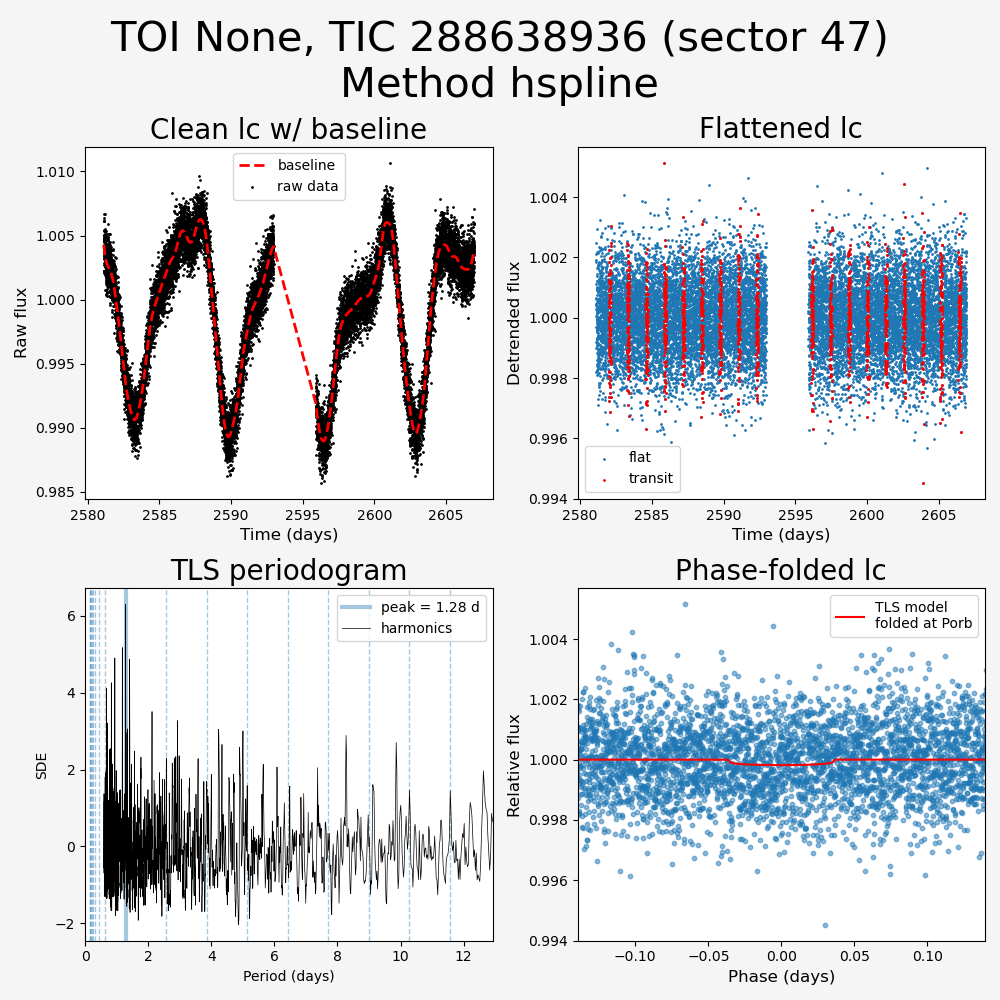 TOI None, TIC 288638936 (sector 47)
Method hspline
Clean lc w/ baseline
baseline
raw data
Raw flux
1.010
1.005
1.000
0.995
0.990
0.985
2580 2585 2590 2595 2600 2605
Time (days)
Flattened lc
flat
transit
Detrended flux
1.004
1.002
1.000
0.998
0.996
0.994
2580 2585 2590 2595 2600 2605
Time (days)
TLS periodogram
peak = 1.28 d
harmonics
SDE
6
4
2
0
−2
0 2 4 6 8 10 12
Period (days)
Phase-folded lc
TLS model
folded at Porb
Relative flux
1.004
1.002
1.000
0.998
0.996
0.994
−0.10 −0.05 0.00 0.05 0.10
Phase (days)